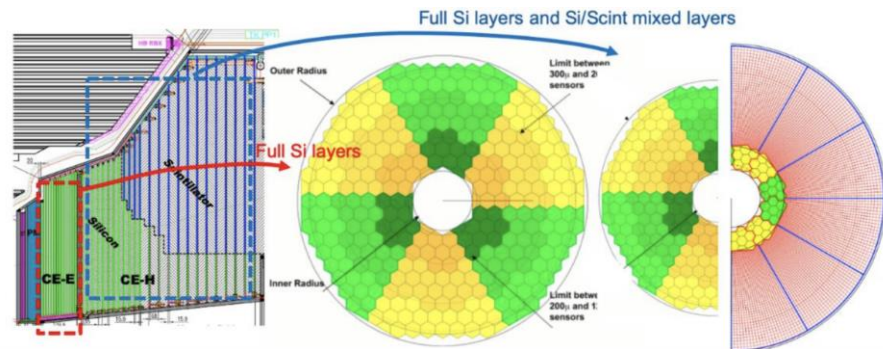 Full Si layers and Si/Scint mixed layers
Outer Radius
Limit between
300μ and 2
sensors
Full Si layers
Scintillator
Silicon
CE-E
CE-H
Inner Radius
Limit betwe
200μ and 1
sensors